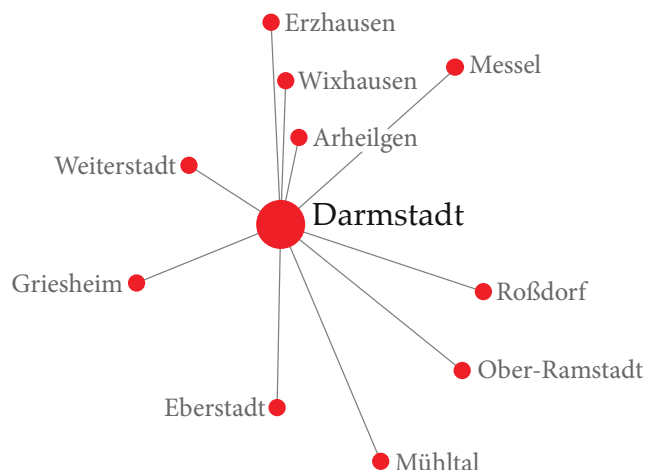 Erzhausen
Messel
Wixhausen
Arheilgen
Weiterstadt
Darmstadt
Griesheim
Roßdorf
Ober-Ramstadt
Eberstadt
Mühltal